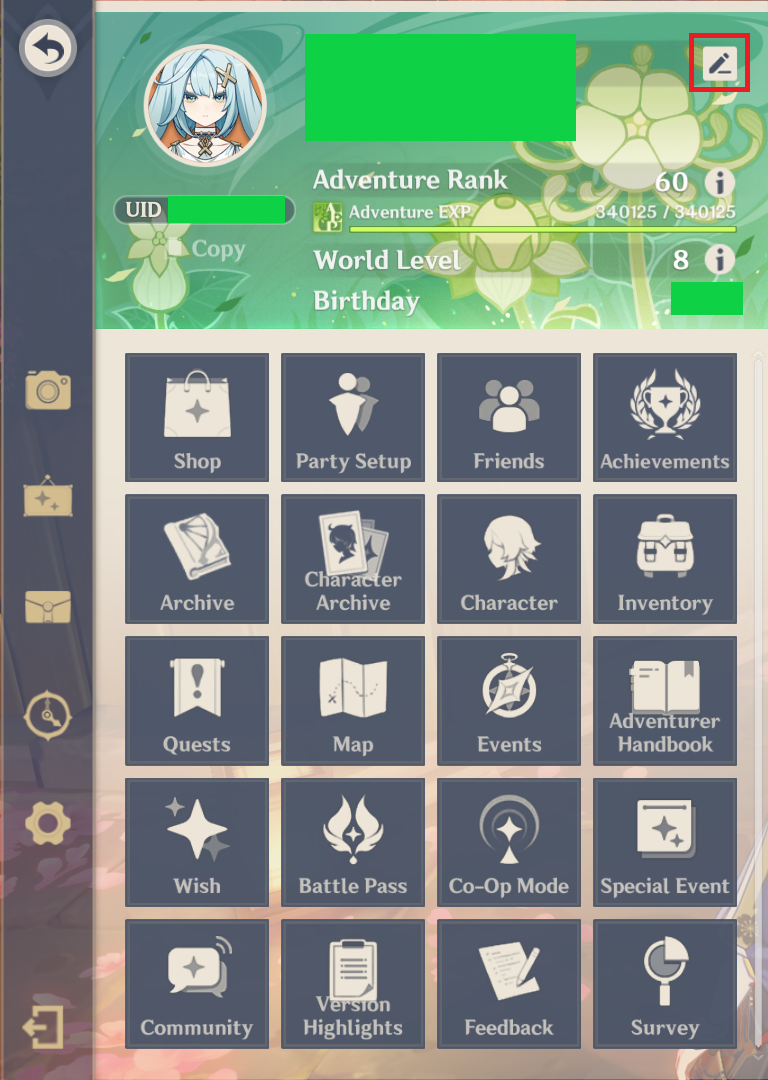 UID
Copy
Adventure Rank 60
Adventure EXP 340125 / 340125
World Level 8
Birthday
Shop
Party Setup
Friends
Achievements
Archive
Character
Archive
Character
Inventory
Quests
Map
Events
Adventurer
Handbook
Wish
Battle Pass
Co-Op Mode
Special Event
Community
Version
Highlights
Feedback
Survey